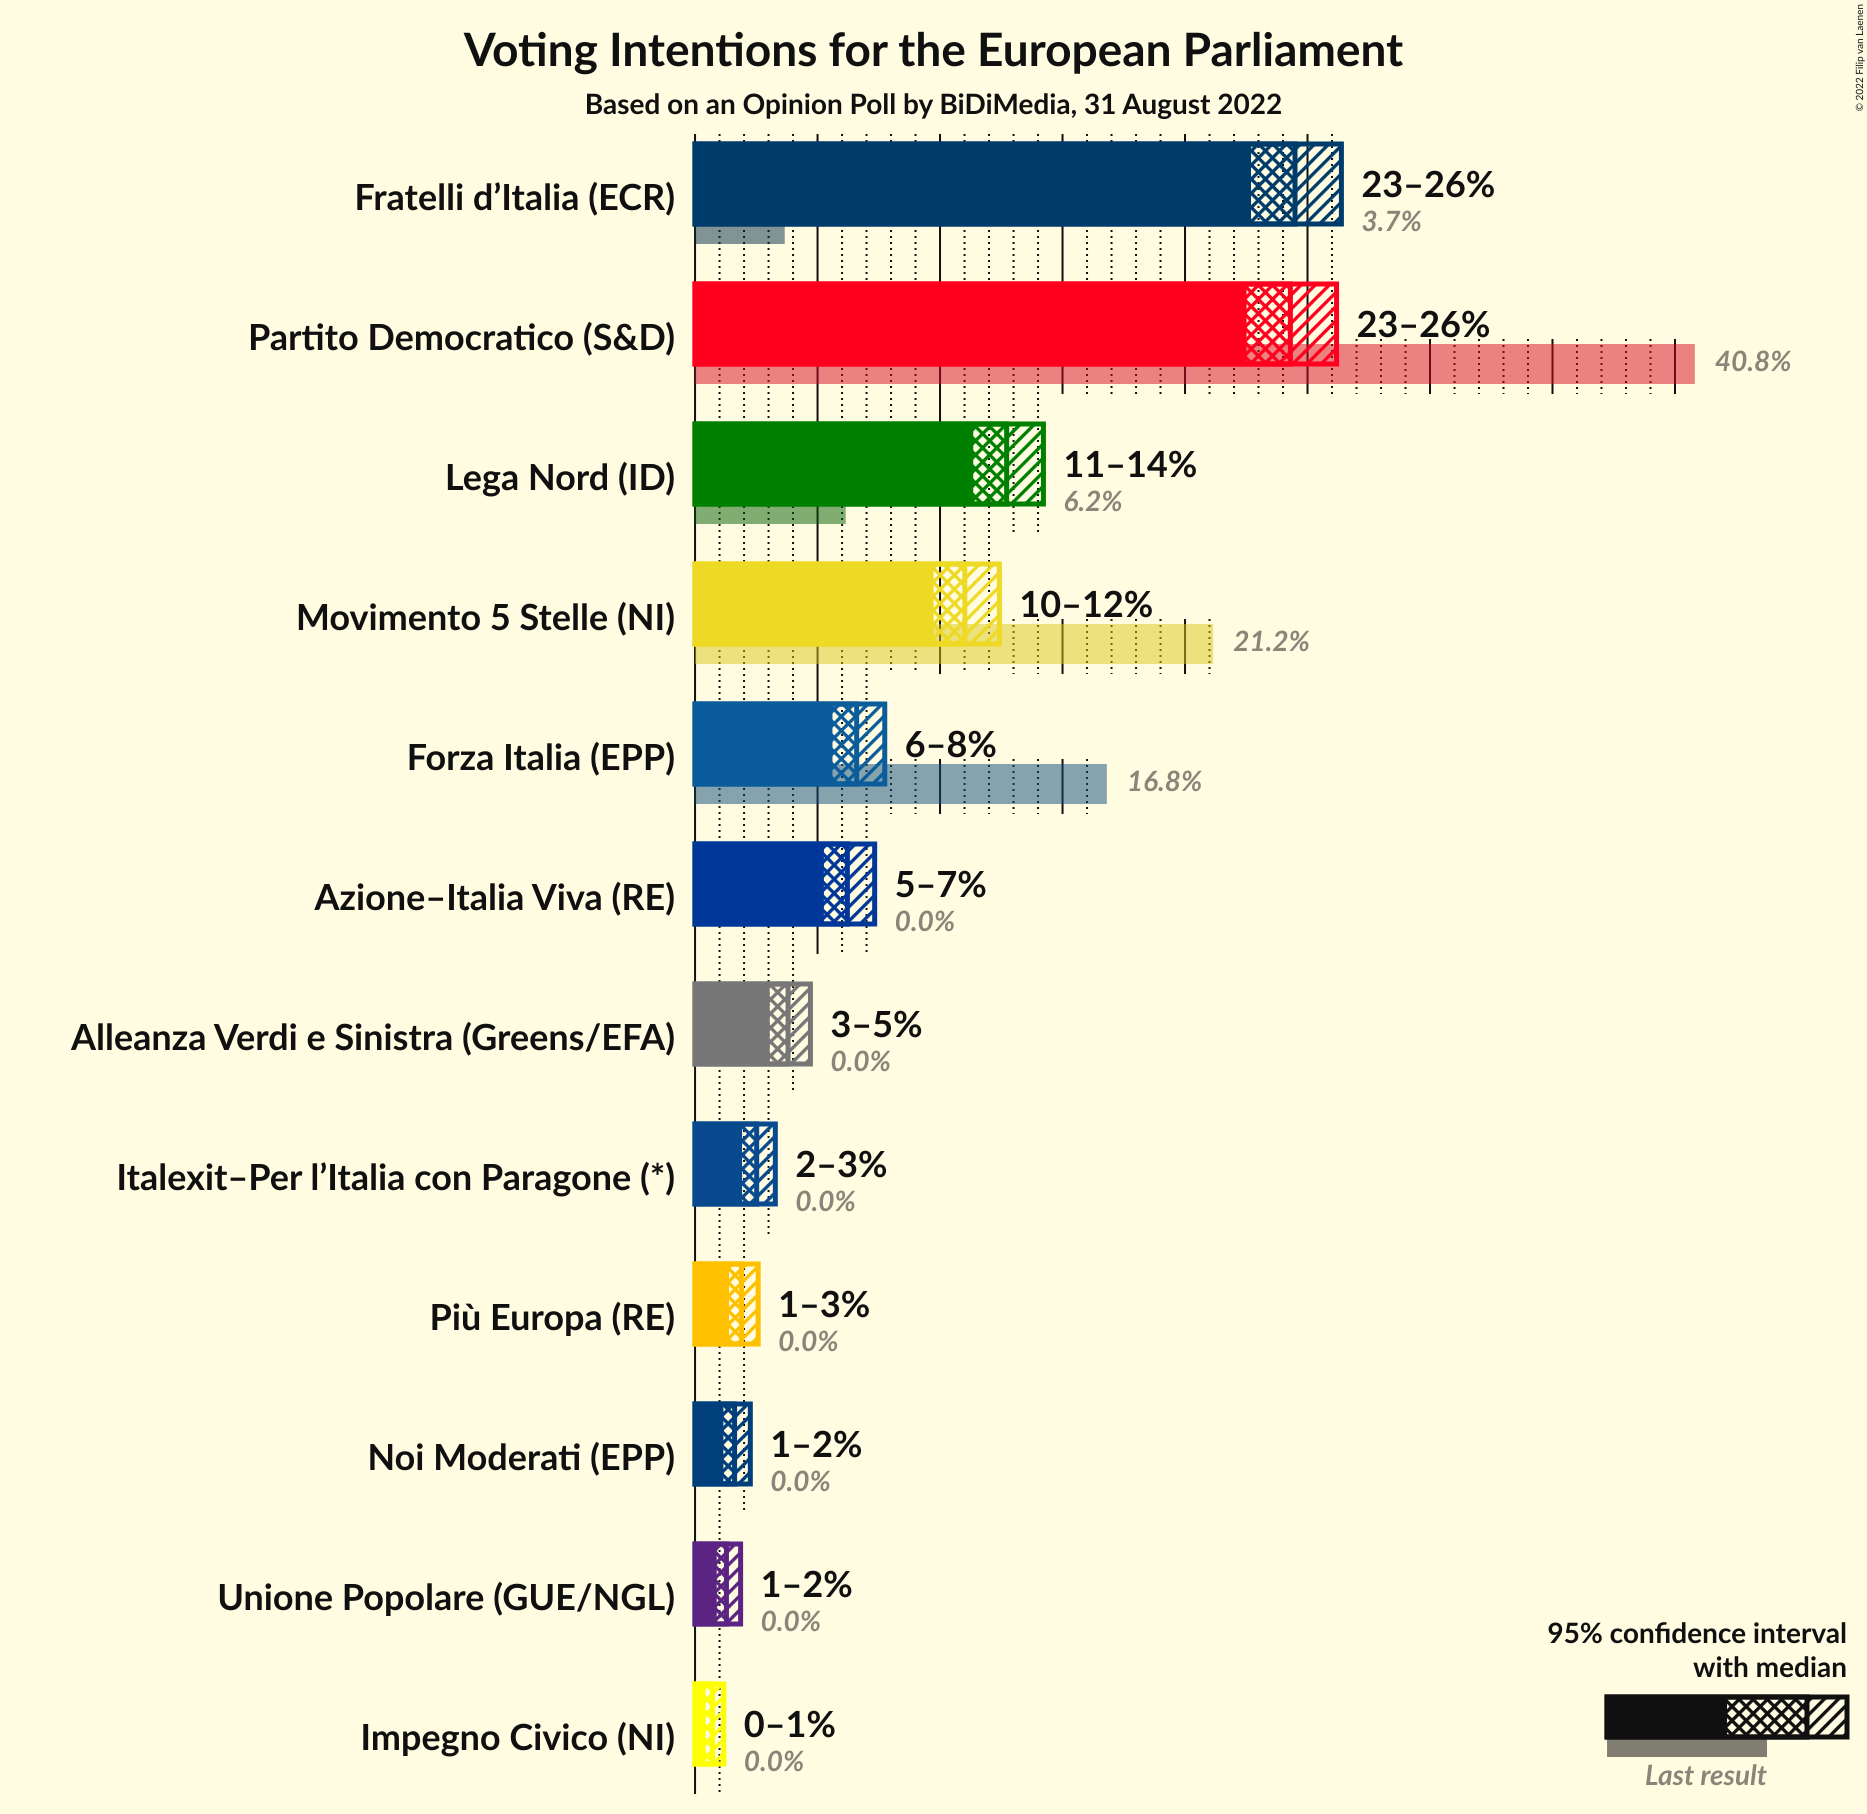 Voting Intentions for the European Parliament
Based on an Opinion Poll by BiDiMedia, 31 August 2022
© 2022 Filip van Laenen
Fratelli d’Italia (ECR)
23–26%
3.7%
Partito Democratico (S&D)
23–26%
40.8%
Lega Nord (ID)
11–14%
6.2%
Movimento 5 Stelle (NI)
10–12%
21.2%
Forza Italia (EPP)
6–8%
16.8%
Azione–Italia Viva (RE)
5–7%
0.0%
Alleanza Verdi e Sinistra (Greens/EFA)
3–5%
0.0%
Italexit–Per l’Italia con Paragone (*)
2–3%
0.0%
Più Europa (RE)
1–3%
0.0%
Noi Moderati (EPP)
1–2%
0.0%
Unione Popolare (GUE/NGL)
1–2%
0.0%
Impegno Civico (NI)
0–1%
0.0%
95% confidence interval
with median
Last result